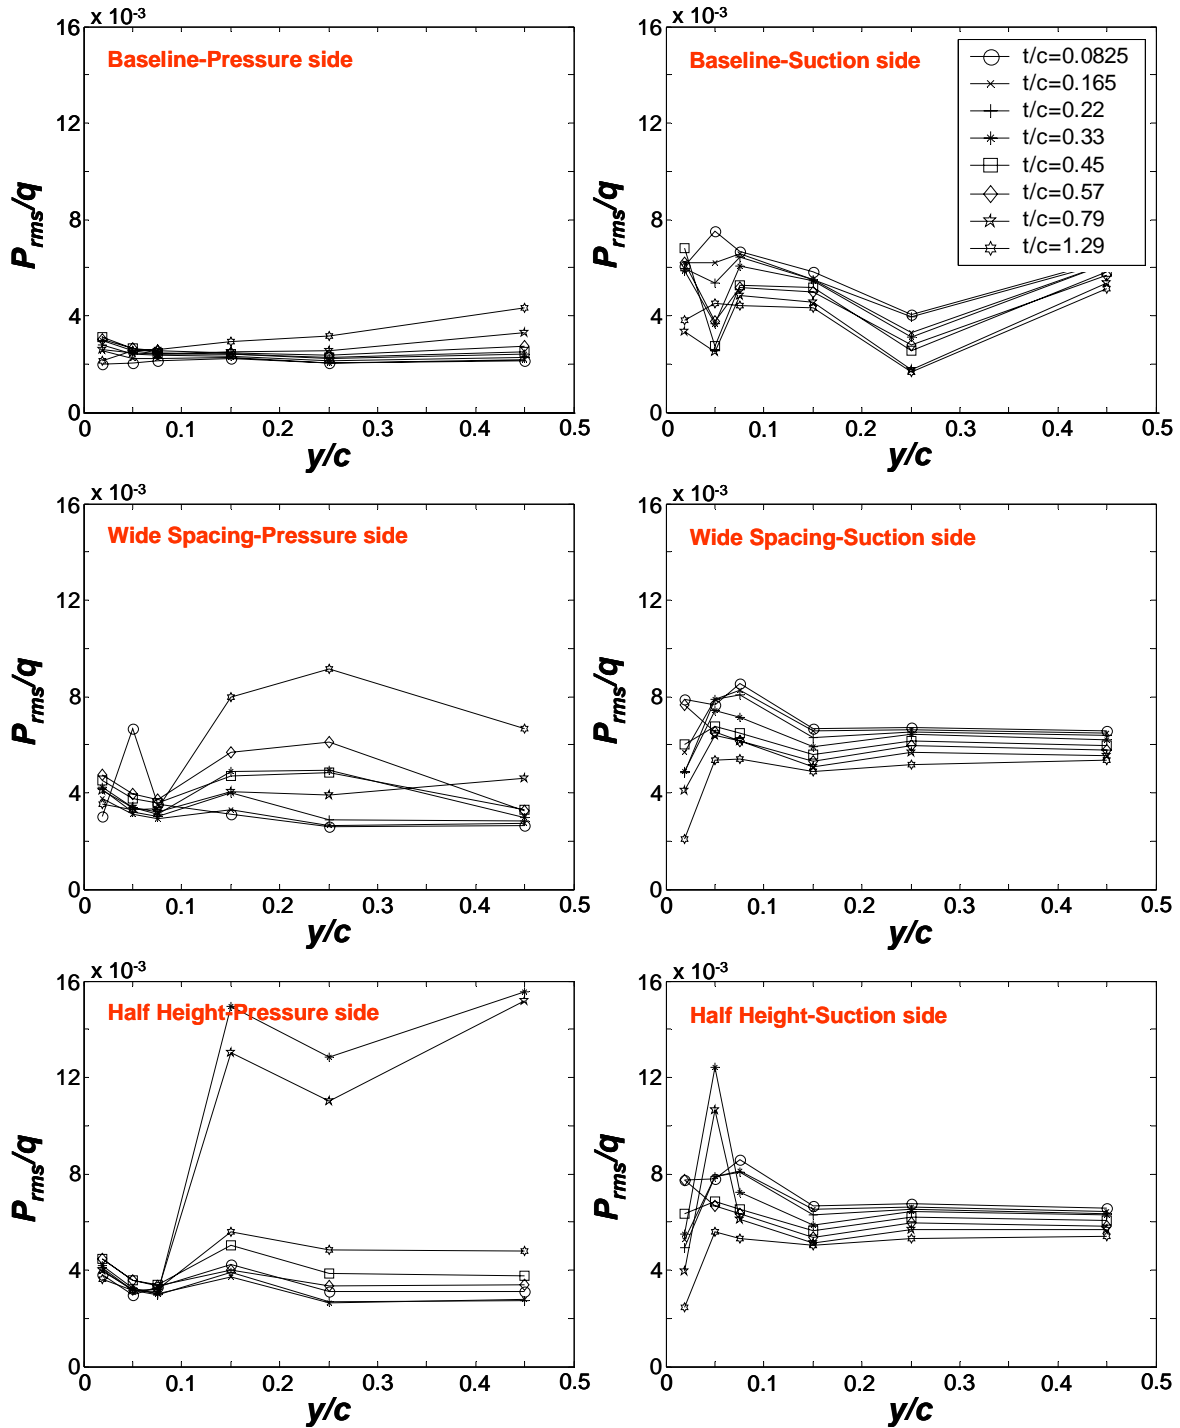 x 10-3
16
Baseline-Pressure side
12
8
4
0
Prms/q
0 0.1 0.2 0.3 0.4 0.5
y/c
x 10-3
16
Baseline-Suction side
12
8
4
0
Prms/q
t/c=0.0825
t/c=0.165
t/c=0.22
t/c=0.33
t/c=0.45
t/c=0.57
t/c=0.79
t/c=1.29
0 0.1 0.2 0.3 0.4 0.5
y/c
x 10-3
16
Wide Spacing-Pressure side
12
8
4
0
Prms/q
0 0.1 0.2 0.3 0.4 0.5
y/c
x 10-3
16
Wide Spacing-Suction side
12
8
4
0
Prms/q
0 0.1 0.2 0.3 0.4 0.5
y/c
x 10-3
16
Half Height-Pressure side
12
8
4
0
Prms/q
0 0.1 0.2 0.3 0.4 0.5
y/c
x 10-3
16
Half Height-Suction side
12
8
4
0
Prms/q
0 0.1 0.2 0.3 0.4 0.5
y/c